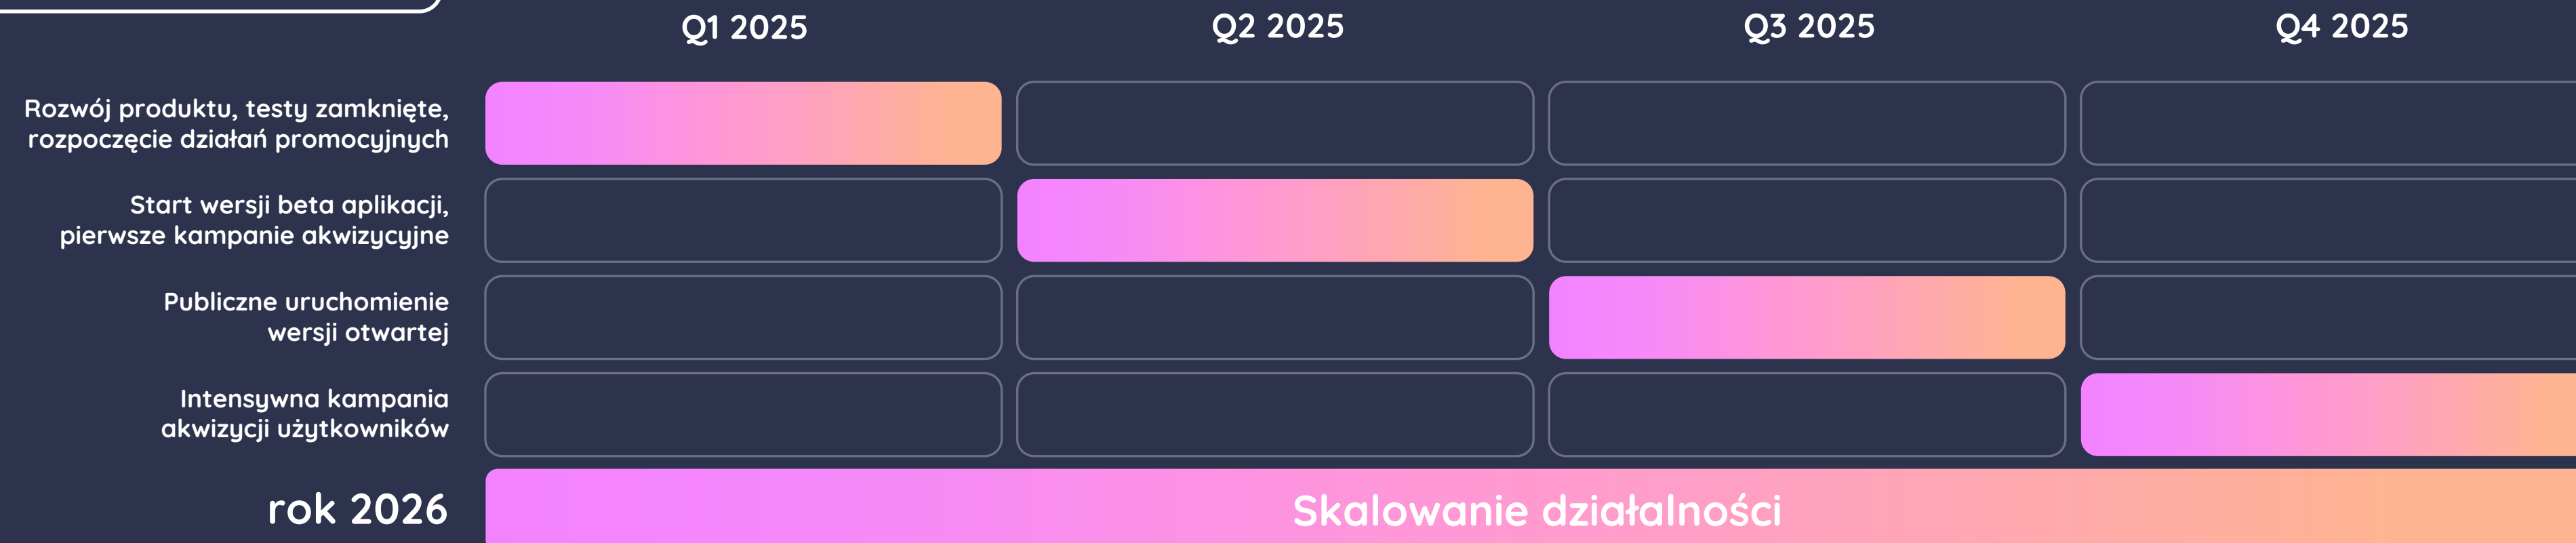 Q1 2025
Q2 2025
Q3 2025
Q4 2025
Rozwój produktu, testy zamknięte,
rozpoczęcie działań promocyjnych
Start wersji beta aplikacji,
pierwsze kampanie akwizycyjne
Publiczne uruchomienie
wersji otwartej
Intensywna kampania
akwizycji użytkowników
rok 2026
Skalowanie działalności